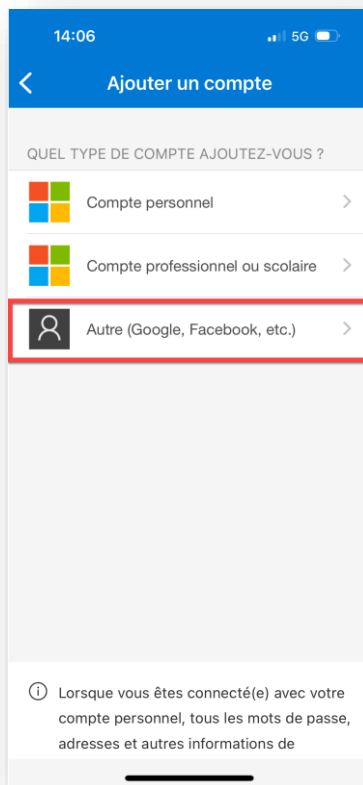 14:06
5G
Ajouter un compte
QUEL TYPE DE COMPTE AJOUTEZ-VOUS ?
Compte personnel
Compte professionnel ou scolaire
Autre (Google, Facebook, etc.)
Lorsque vous êtes connecté(e) avec votre
compte personnel, tous les mots de passe,
adresses et autres informations de